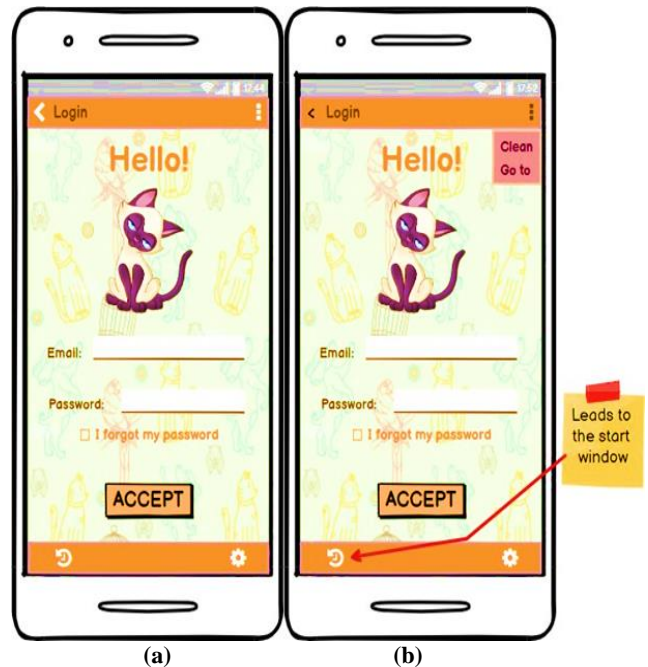 17:44
Login
Hello!
Email:
Password:
I forgot my password
ACCEPT
(a)
17:52
Login
Clean
Go to
Hello!
Email:
Password:
I forgot my password
ACCEPT
(b)
Leads to
the start
window